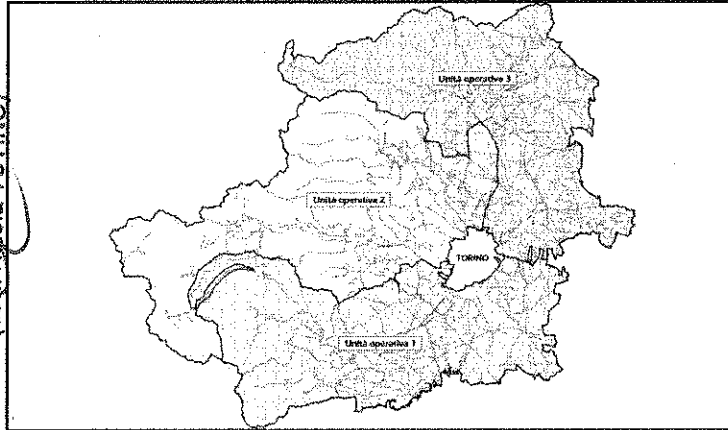 Unità operativa 3
Unità operativa 2
TORINO
Unità operativa 1